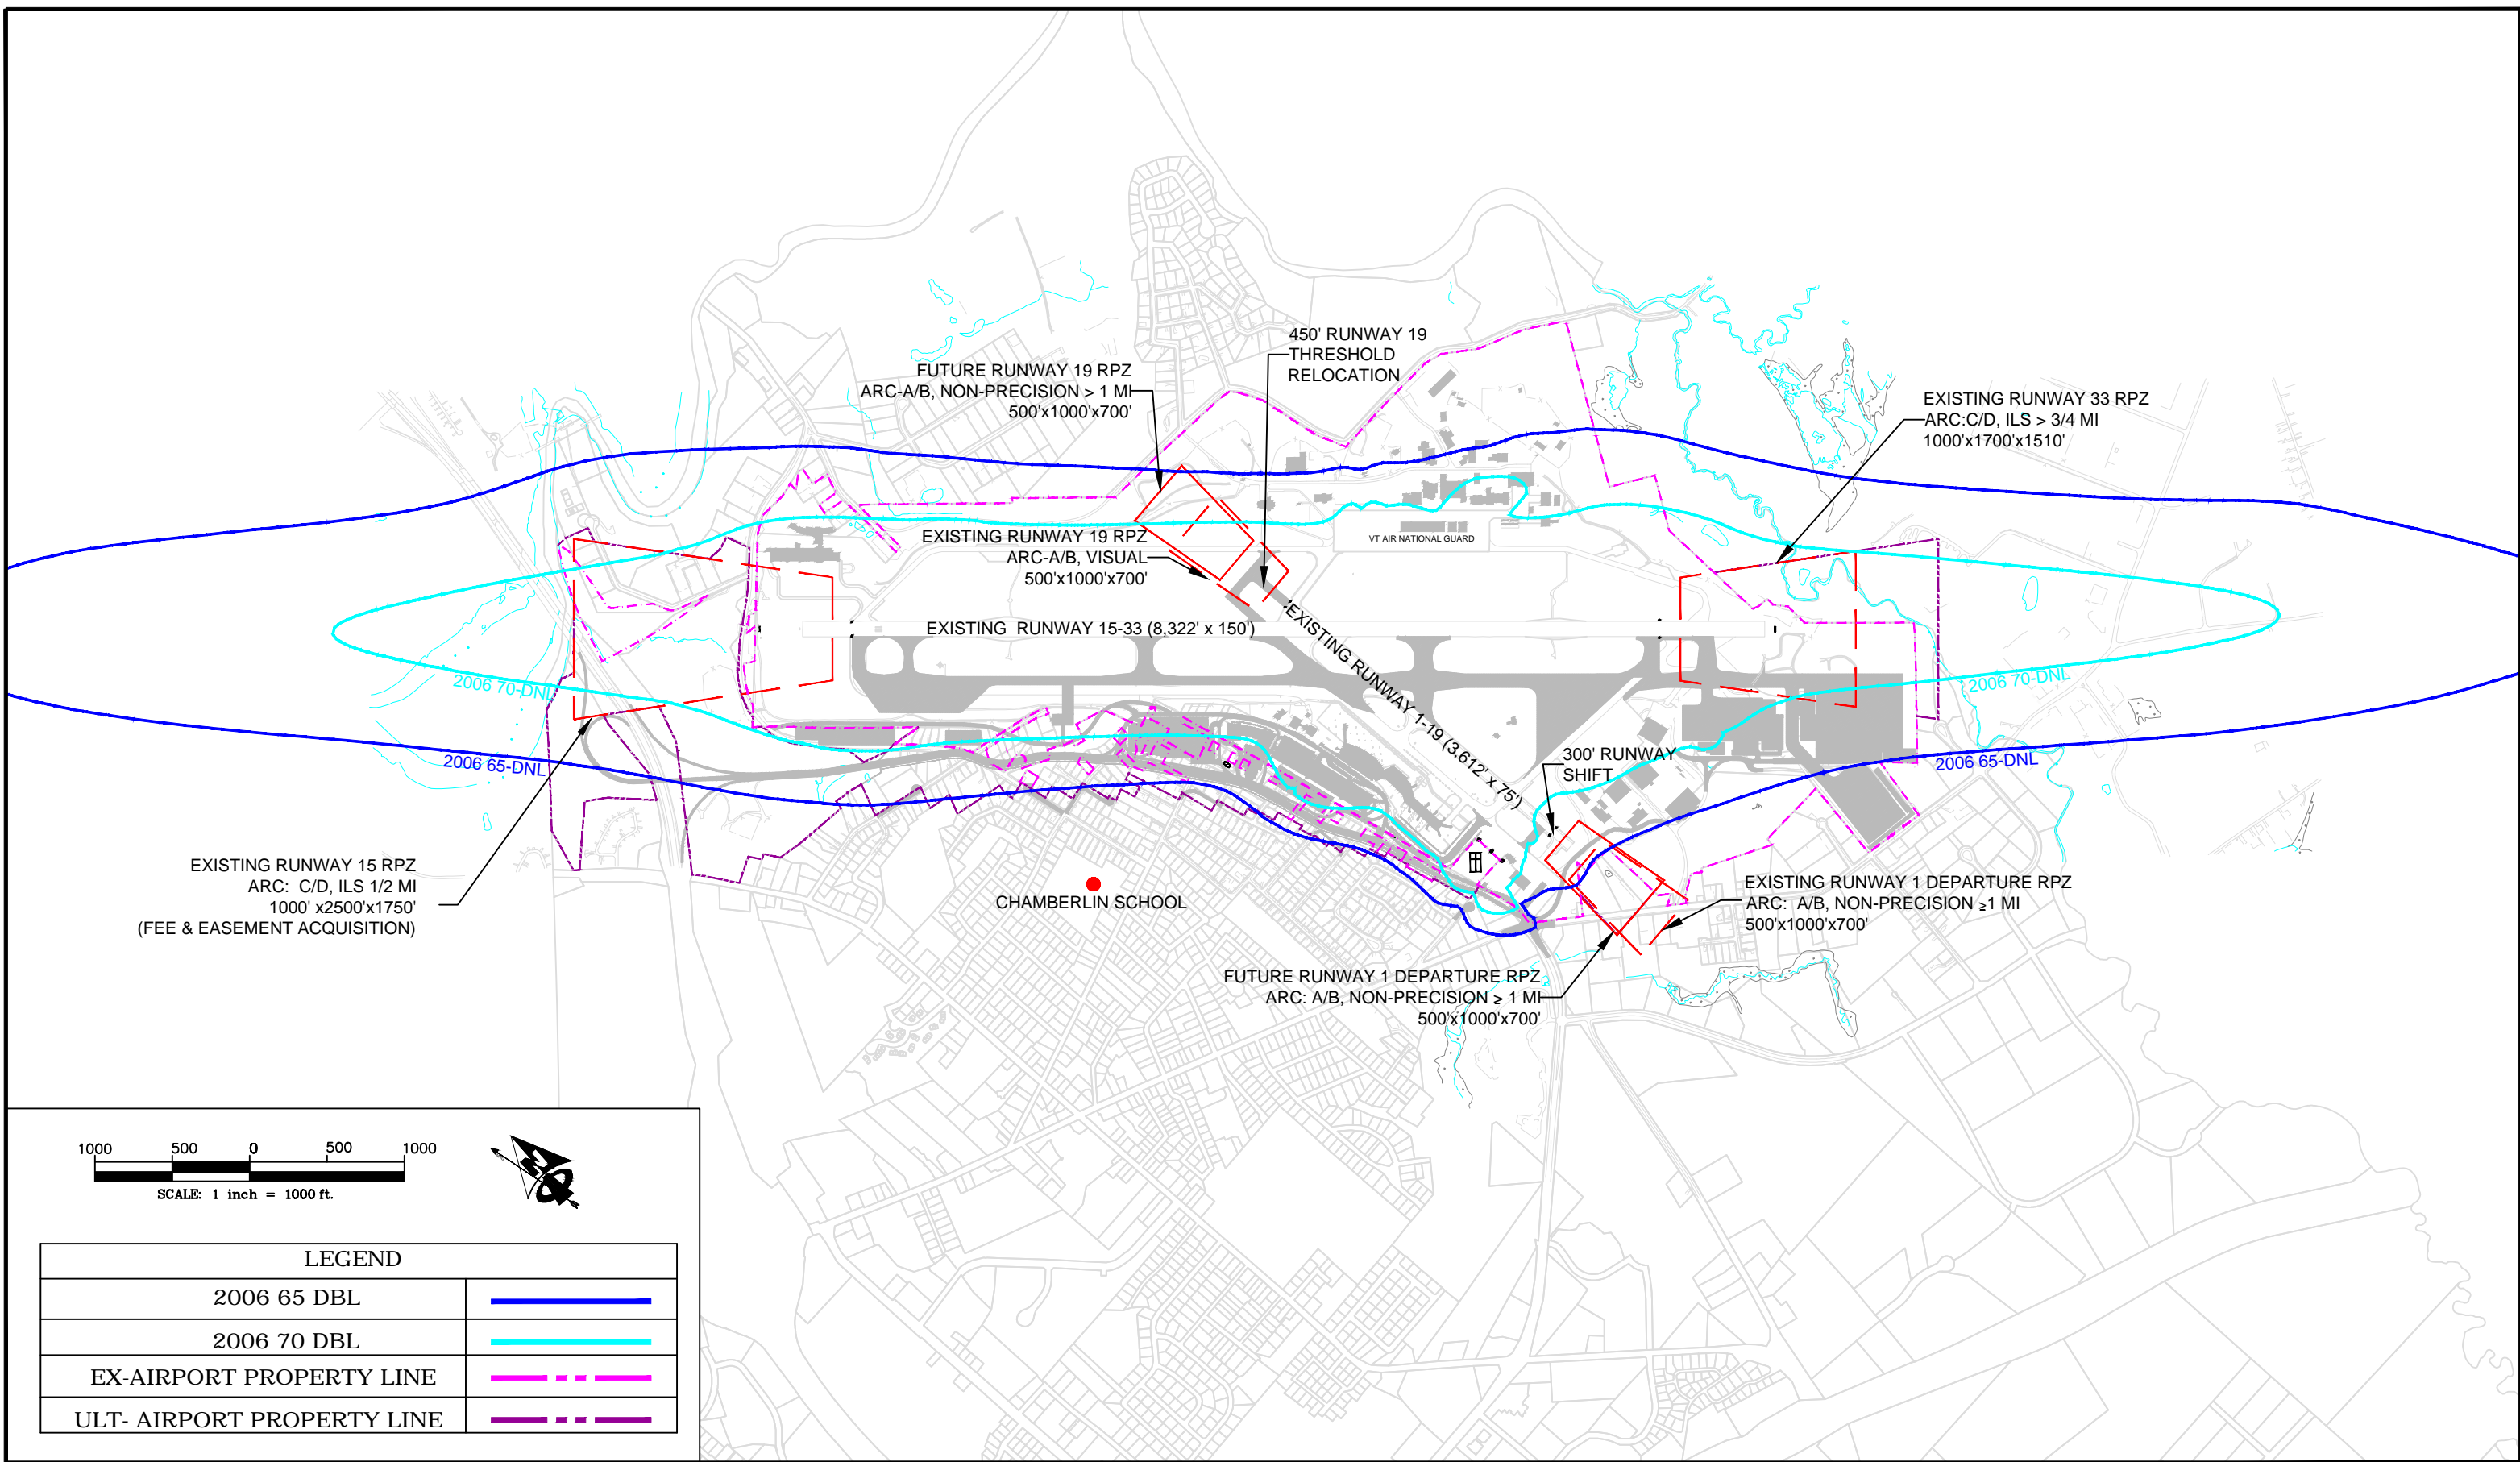 450' RUNWAY 19
THRESHOLD
RELOCATION
FUTURE RUNWAY 19 RPZ
ARC-A/B, NON-PRECISION > 1 MI
500'x1000'x700'
EXISTING RUNWAY 33 RPZ
ARC:C/D, ILS > 3/4 MI
1000'x1700'x1510'
EXISTING RUNWAY 19 RPZ
ARC-A/B, VISUAL
500'x1000'x700'
VT AIR NATIONAL GUARD
EXISTING RUNWAY 15-33 (8,322' x 150')
EXISTING RUNWAY 1-19 (3,612' x 75')
2006 70-DNL
2006 70-DNL
2006 65-DNL
2006 65-DNL
300' RUNWAY
SHIFT
EXISTING RUNWAY 15 RPZ
ARC: C/D, ILS 1/2 MI
1000' x2500'x1750'
(FEE & EASEMENT ACQUISITION)
CHAMBERLIN SCHOOL
EXISTING RUNWAY 1 DEPARTURE RPZ
ARC: A/B, NON-PRECISION ≥1 MI
500'x1000'x700'
FUTURE RUNWAY 1 DEPARTURE RPZ
ARC: A/B, NON-PRECISION ≥ 1 MI
500'x1000'x700'
1000 500 0 500 1000
SCALE: 1 inch = 1000 ft.
N
LEGEND
2006 65 DBL
2006 70 DBL
EX-AIRPORT PROPERTY LINE
ULT- AIRPORT PROPERTY LINE